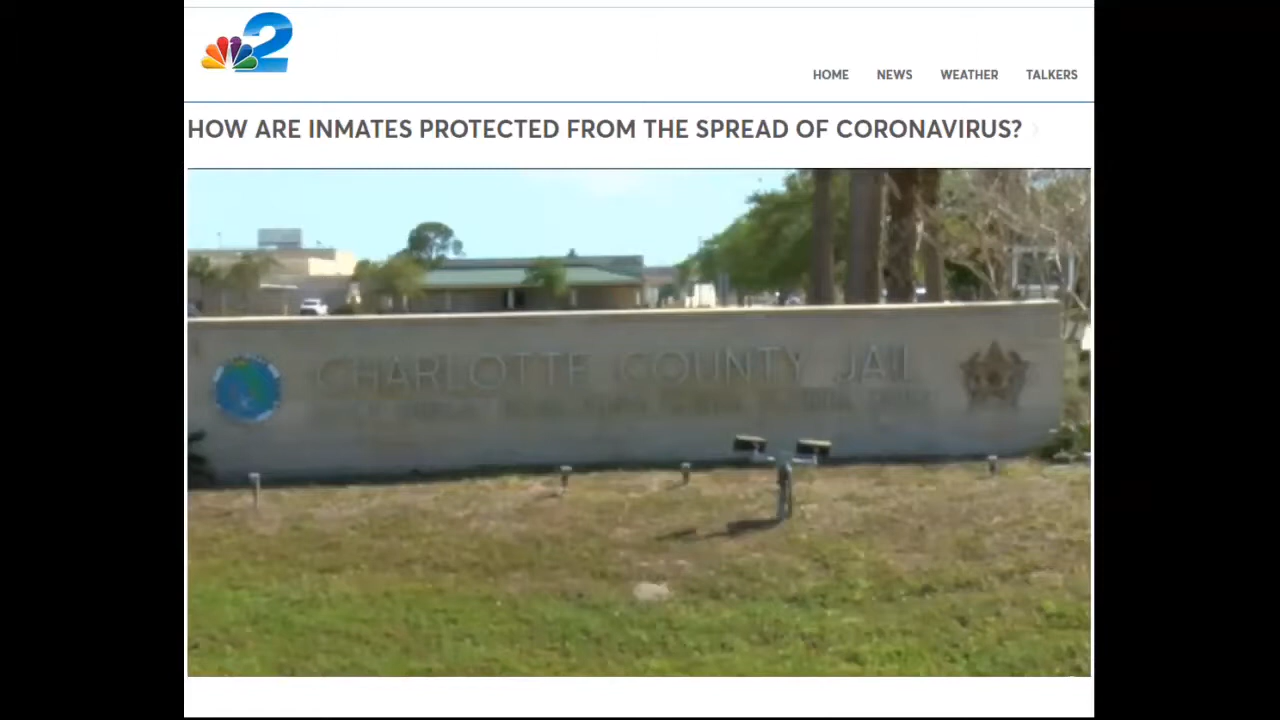 2
HOME NEWS WEATHER TALKERS
HOW ARE INMATES PROTECTED FROM THE SPREAD OF CORONAVIRUS?
CHARLOTTE COUNTY JAIL